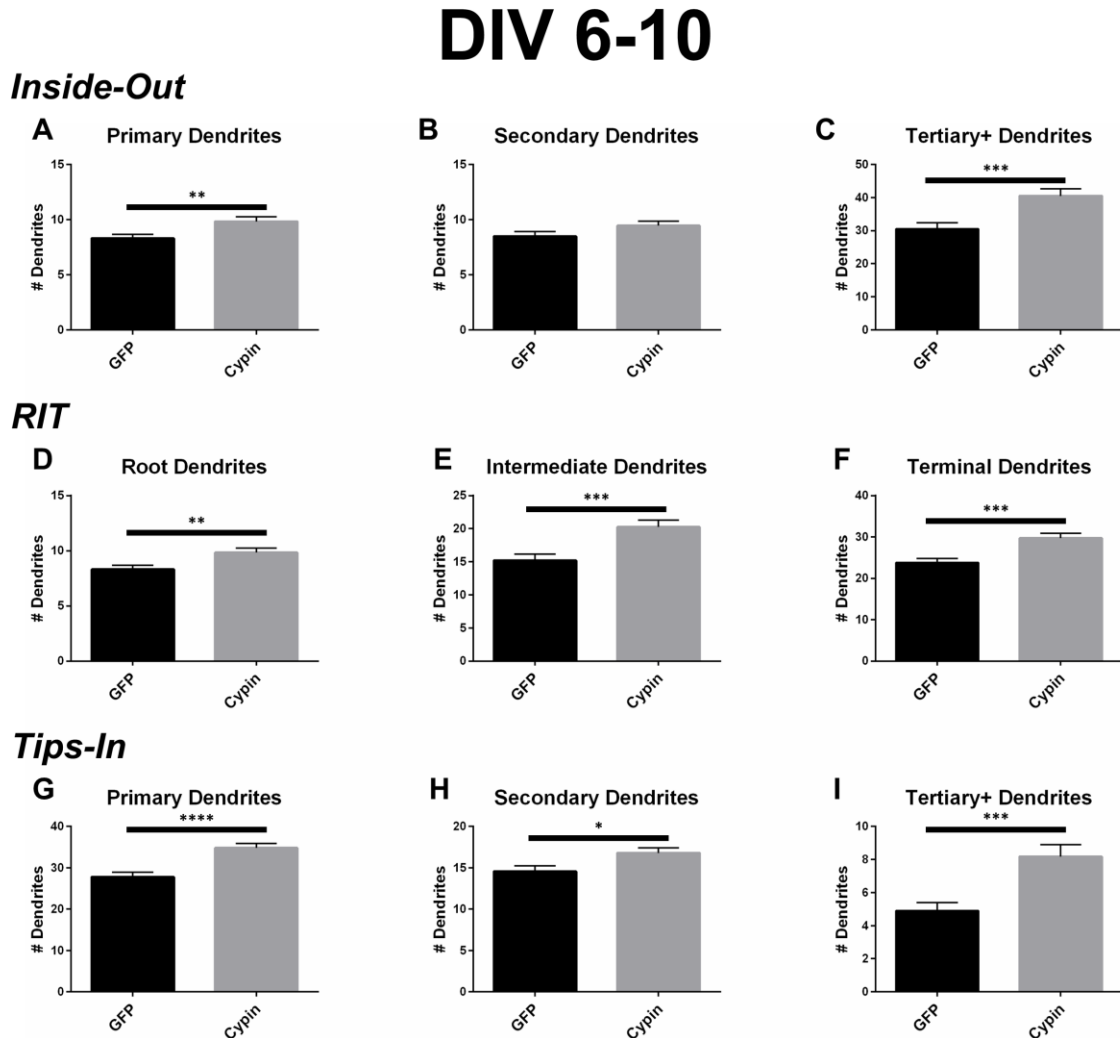 DIV 6-10
Inside-Out
A Primary Dendrites
# Dendrites
15
10
5
0
**
GFP
Cypin
B Secondary Dendrites
# Dendrites
15
10
5
0
GFP
Cypin
C Tertiary+ Dendrites
# Dendrites
50
40
30
20
10
0
***
GFP
Cypin
RIT
D Root Dendrites
# Dendrites
15
10
5
0
**
GFP
Cypin
E Intermediate Dendrites
# Dendrites
25
20
15
10
5
0
***
GFP
Cypin
F Terminal Dendrites
# Dendrites
40
30
20
10
0
***
GFP
Cypin
Tips-In
G Primary Dendrites
# Dendrites
40
30
20
10
0
****
GFP
Cypin
H Secondary Dendrites
# Dendrites
20
15
10
5
0
*
GFP
Cypin
I Tertiary+ Dendrites
# Dendrites
10
8
6
4
2
0
***
GFP
Cypin